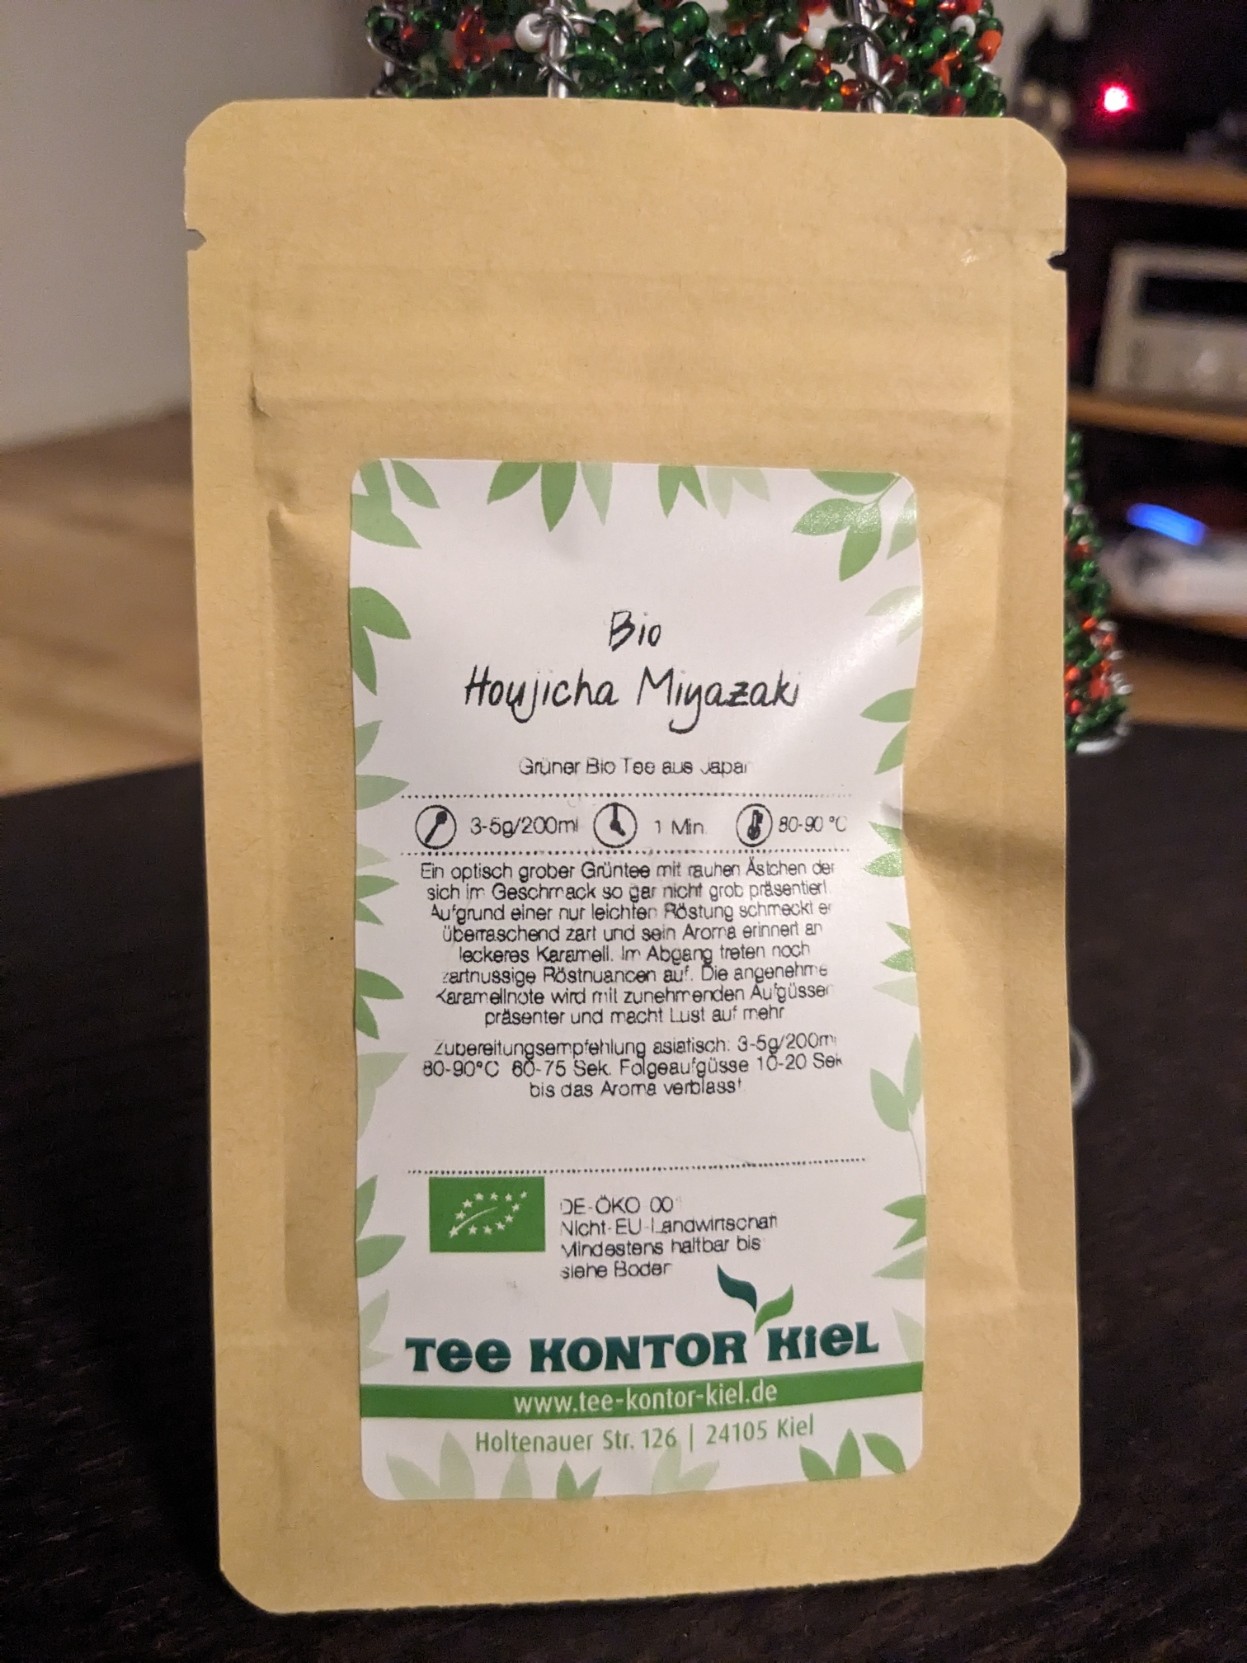 Bio
Houjicha Miyazaki
Grüner Bio Tee aus Japan
3-5g/200ml
1 Min.
80-90 °C
Ein optisch grober Grüntee mit rauhen Ästchen der
sich im Geschmack so gar nicht grob präsentiert.
Aufgrund einer nur leichten Röstung schmeckt er
überraschend zart und sein Aroma erinnert an
leckeres Karamell. Im Abgang treten noch
zartnussige Röstnuancen auf. Die angenehme
Karamellnote wird mit zunehmenden Aufgüssen
präsenter und macht Lust auf mehr
Zubereitungsempfehlung asiatisch: 3-5g/200ml
80-90°C 60-75 Sek. Folgeaufgüsse 10-20 Sek
bis das Aroma verblasst
DE-ÖKO 001
Nicht-EU-Landwirtschaft
Mindestens haltbar bis
siehe Boden
TEE KONTOR KIEL
www.tee-kontor-kiel.de
Holtenauer Str. 126 | 24105 Kiel